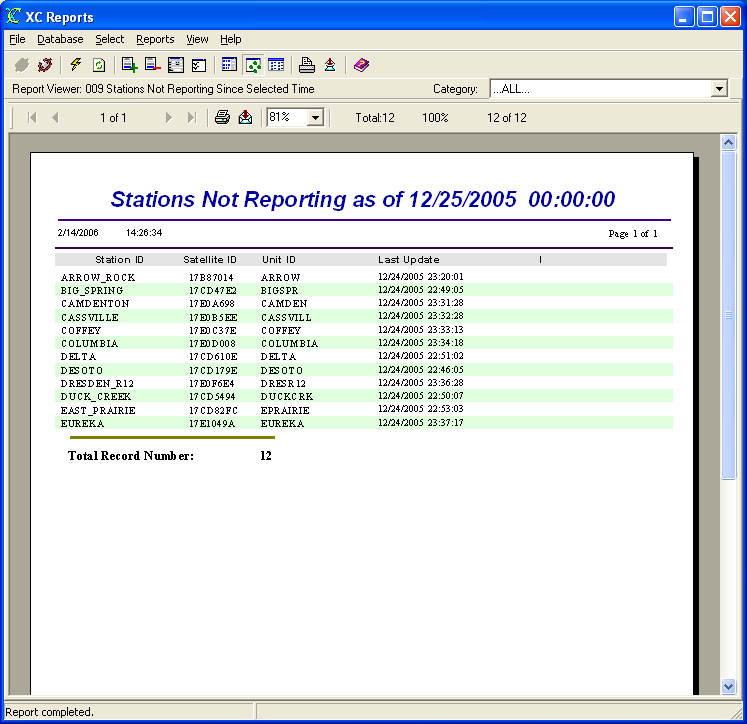 XC Reports
File Database Select Reports View Help
Report Viewer: 009 Stations Not Reporting Since Selected Time Category: ...ALL...
1 of 1 81% Total:12 100% 12 of 12
Stations Not Reporting as of 12/25/2005 00:00:00
2/14/2006 14:26:34 Page 1 of 1
Station ID Satellite ID Unit ID Last Update I
ARROW_ROCK 17B87014 ARROW 12/24/2005 23:20:01
BIG_SPRING 17CD47E2 BIGSPR 12/24/2005 22:49:05
CAMDENTON 17E0A698 CAMDEN 12/24/2005 23:31:28
CASSVILLE 17E0B5EE CASSVILL 12/24/2005 23:32:28
COFFEY 17E0C37E COFFEY 12/24/2005 23:33:13
COLUMBIA 17E0D008 COLUMBIA 12/24/2005 23:34:18
DELTA 17CD610E DELTA 12/24/2005 22:51:02
DESOTO 17CD179E DESOTO 12/24/2005 22:46:05
DRESDEN_R12 17E0F6E4 DRESR12 12/24/2005 23:36:28
DUCK_CREEK 17CD5494 DUCKCRK 12/24/2005 22:50:07
EAST_PRAIRIE 17CD82FC EPRAIRIE 12/24/2005 22:53:03
EUREKA 17E1049A EUREKA 12/24/2005 23:37:17
Total Record Number: 12
Report completed.